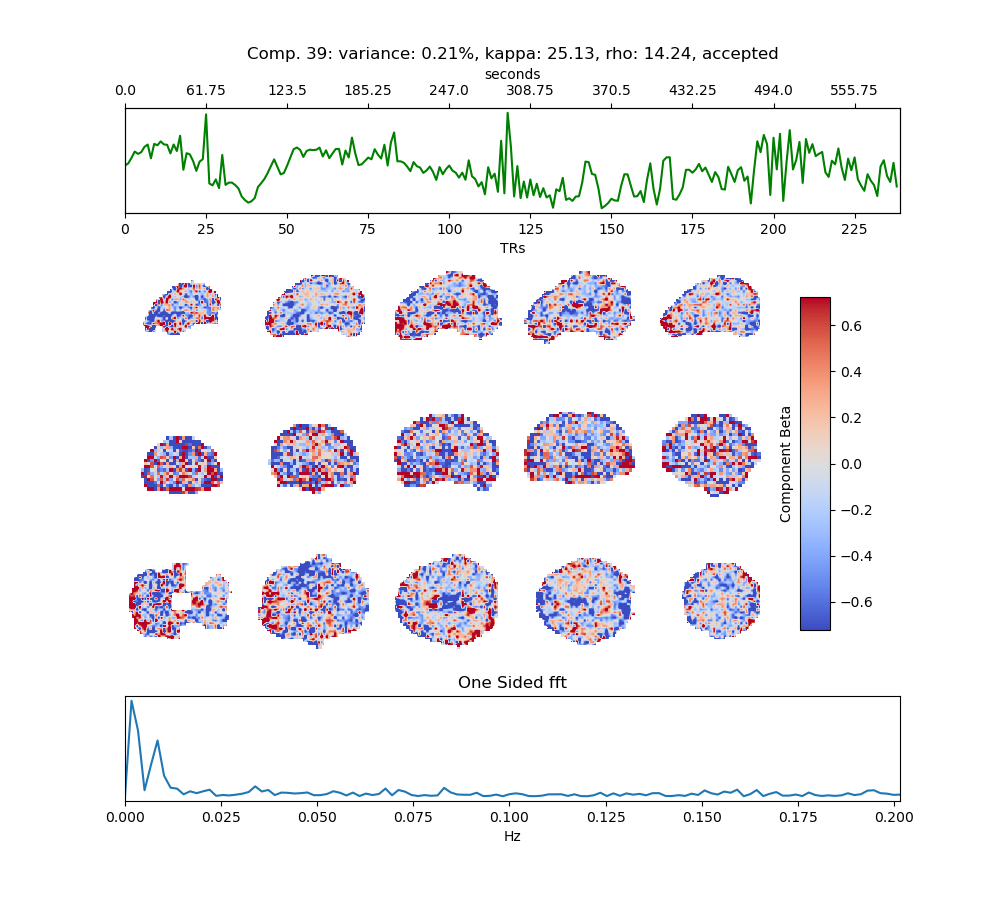 Comp. 39: variance: 0.21%, kappa: 25.13, rho: 14.24, accepted
seconds
0.0 61.75 123.5 185.25 247.0 308.75 370.5 432.25 494.0 555.75
0 25 50 75 100 125 150 175 200 225
TRs
Component Beta
0.6
0.4
0.2
0.0
−0.2
−0.4
−0.6
One Sided fft
0.000 0.025 0.050 0.075 0.100 0.125 0.150 0.175 0.200
Hz